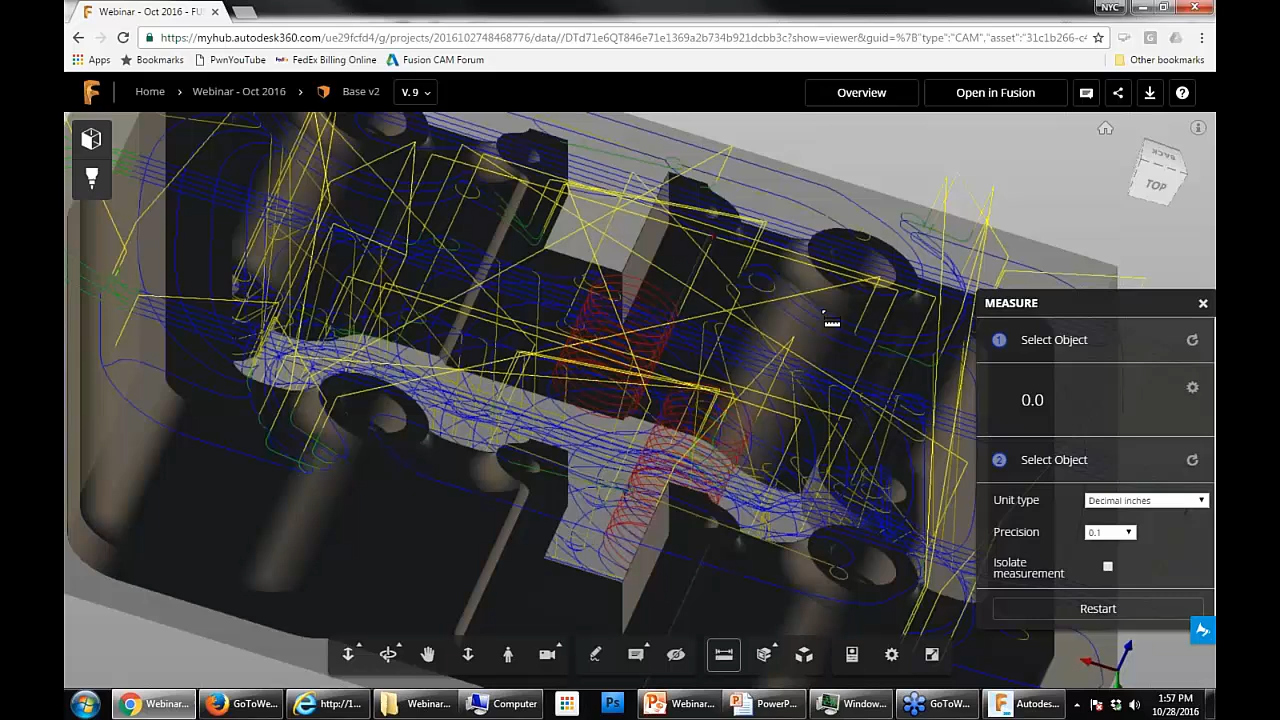 Webinar - Oct 2016 - FU
NYC
https://myhub.autodesk360.com/ue29fcfd4/g/projects/2016102748468776/data//DTd71e6QT846e71e1369a2b734b921dcbb3c?show=viewer&guid=%7B"type":"CAM","asset":"31c1b266-c4
Apps Bookmarks PwnYouTube FedEx Billing Online Fusion CAM Forum Other bookmarks
Home > Webinar - Oct 2016 > Base v2 V. 9 Overview Open in Fusion
BACK
TOP
MEASURE
1 Select Object
0.0
2 Select Object
Unit type Decimal inches
Precision 0.1
Isolate
measurement
Restart
Webinar... GoToWe... http://1... Webinar... Computer Ps Webinar... PowerP... Window... GoToW... Autodes...
1:57 PM
10/28/2016